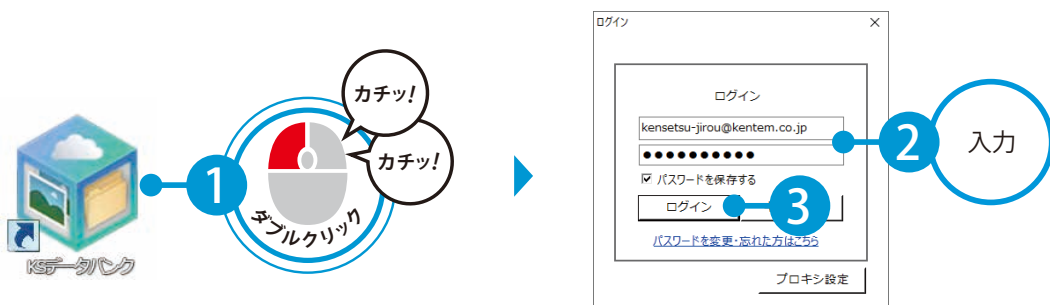 KSデータバンク
1
カチッ!
カチッ!
ダブルクリック
ログイン
ログイン
kensetsu-jirou@kentem.co.jp
●●●●●●●●●●
パスワードを保存する
ログイン
パスワードを変更・忘れた方はこちら
プロキシ設定
2
入力
3